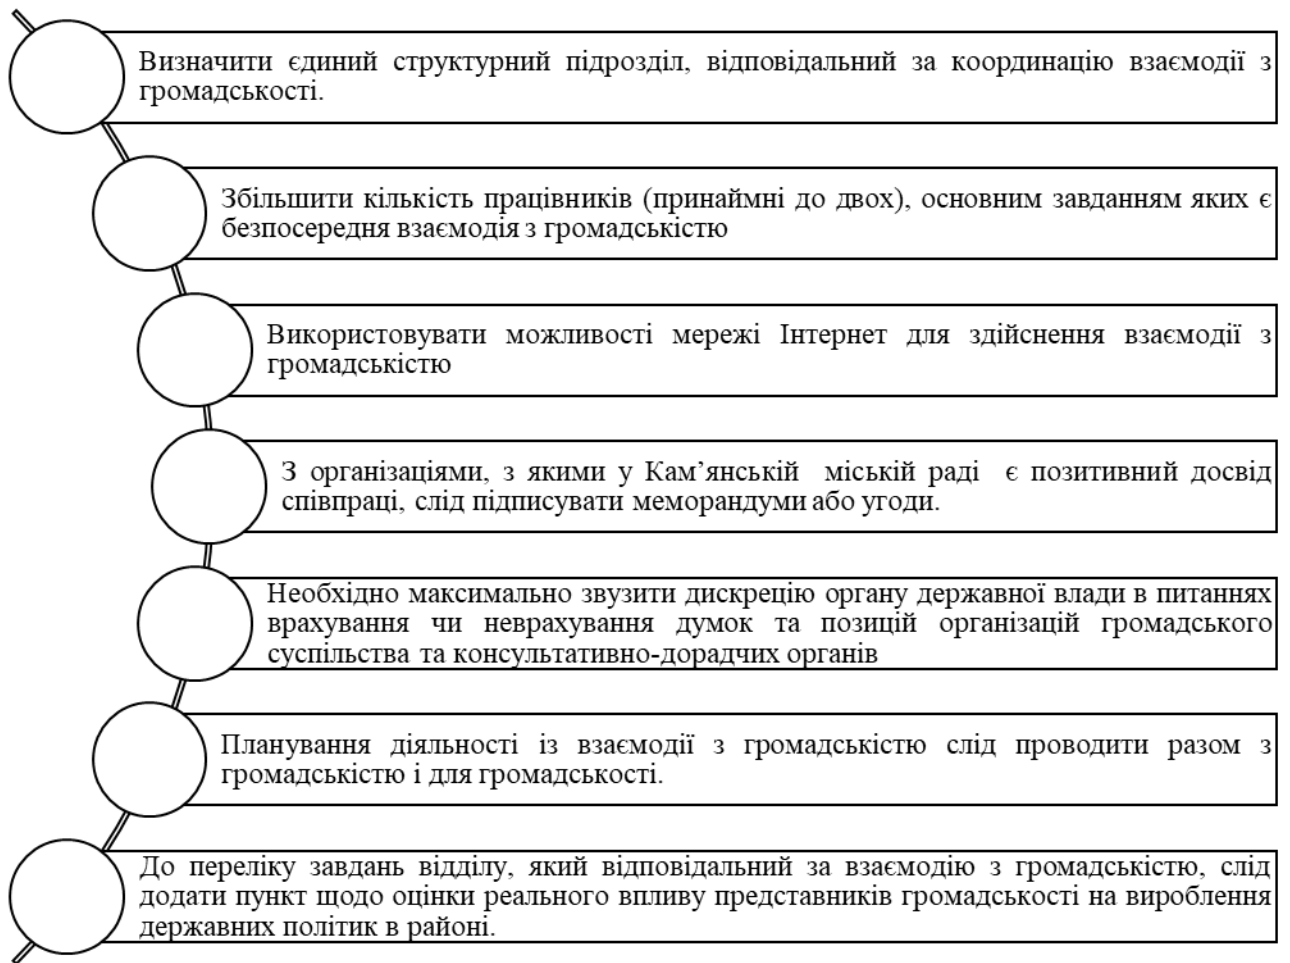 Визначити єдиний структурний підрозділ, відповідальний за координацію взаємодії з
громадськості.
Збільшити кількість працівників (принаймні до двох), основним завданням яких є
безпосередня взаємодія з громадськістю
Використовувати можливості мережі Інтернет для здійснення взаємодії з
громадськістю
З організаціями, з якими у Кам’янській міській раді є позитивний досвід
співпраці, слід підписувати меморандуми або угоди.
Необхідно максимально звузити дискрецію органу державної влади в питаннях
врахування чи неврахування думок та позицій організацій громадського
суспільства та консультативно-дорадчих органів
Планування діяльності із взаємодії з громадськістю слід проводити разом з
громадськістю і для громадськості.
До переліку завдань відділу, який відповідальний за взаємодію з громадськістю, слід
додати пункт щодо оцінки реального впливу представників громадськості на вироблення
державних політик в районі.